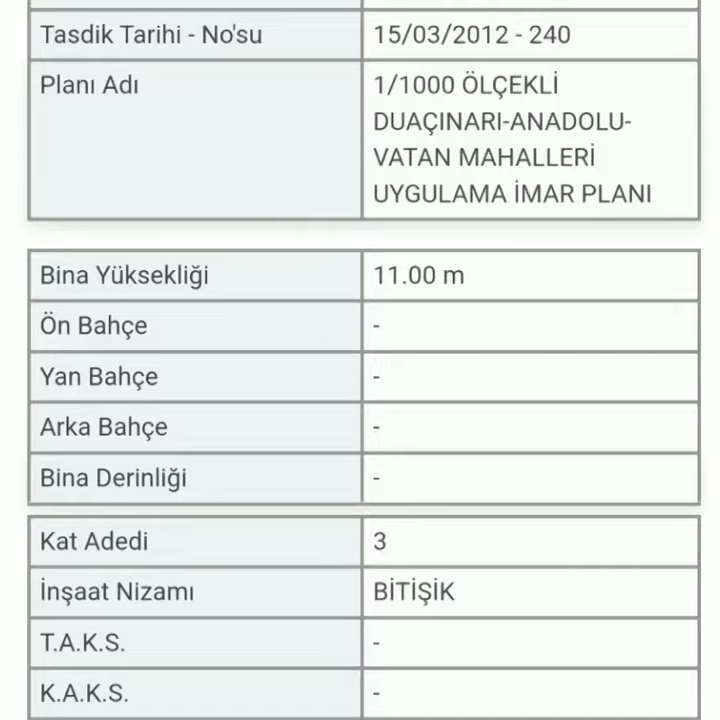 Tasdik Tarihi - No'su 15/03/2012 - 240
Planı Adı 1/1000 ÖLÇEKLİ
DUAÇINARI-ANADOLU-
VATAN MAHALLERİ
UYGULAMA İMAR PLANI
Bina Yüksekliği 11.00 m
Ön Bahçe -
Yan Bahçe -
Arka Bahçe -
Bina Derinliği -
Kat Adedi 3
İnşaat Nizamı BİTİŞİK
T.A.K.S. -
K.A.K.S. -